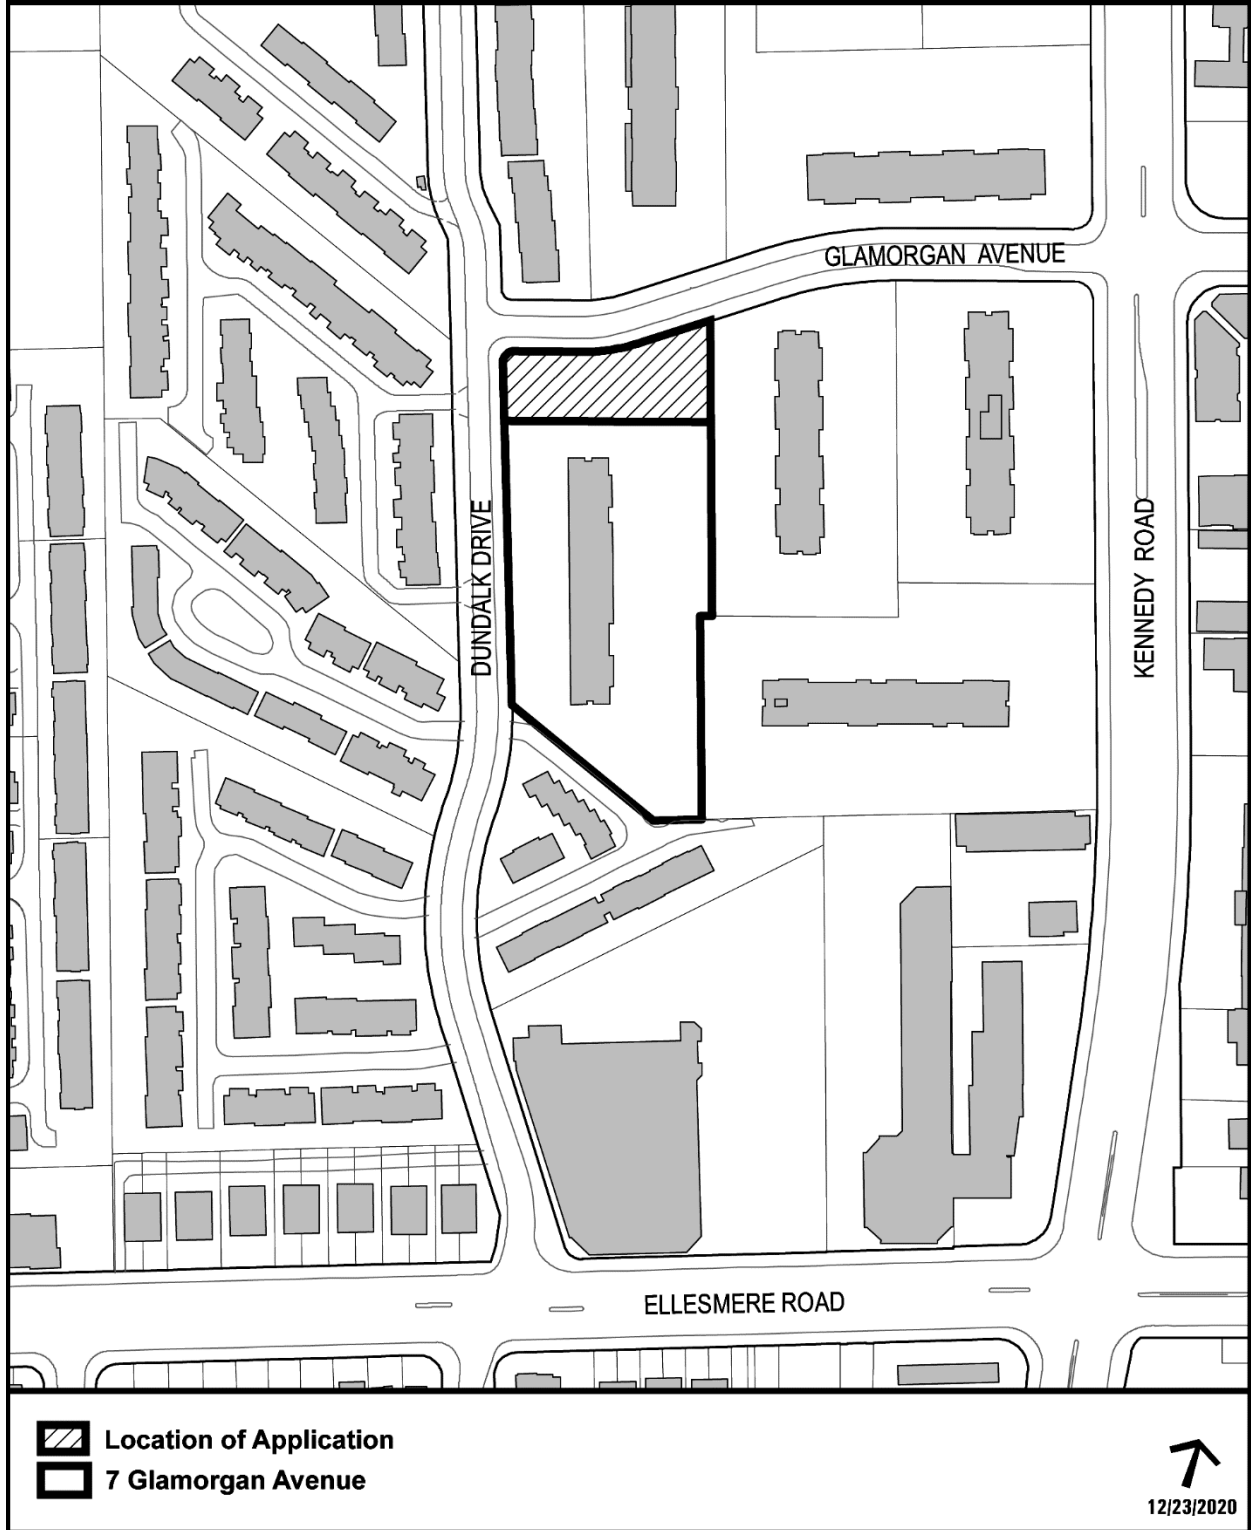 GLAMORGAN AVENUE
DUNDALK DRIVE
KENNEDY ROAD
ELLESMERE ROAD
Location of Application
7 Glamorgan Avenue
12/23/2020